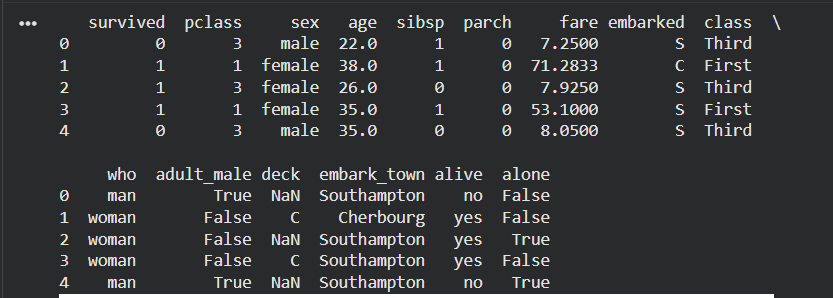 survived pclass sex age sibsp parch fare embarked class \
0 0 3 male 22.0 1 0 7.2500 S Third
1 1 1 female 38.0 1 0 71.2833 C First
2 1 3 female 26.0 0 0 7.9250 S Third
3 1 1 female 35.0 1 0 53.1000 S First
4 0 3 male 35.0 0 0 8.0500 S Third
who adult_male deck embark_town alive alone
0 man True NaN Southampton no False
1 woman False C Cherbourg yes False
2 woman False NaN Southampton yes True
3 woman False C Southampton yes False
4 man True NaN Southampton no True